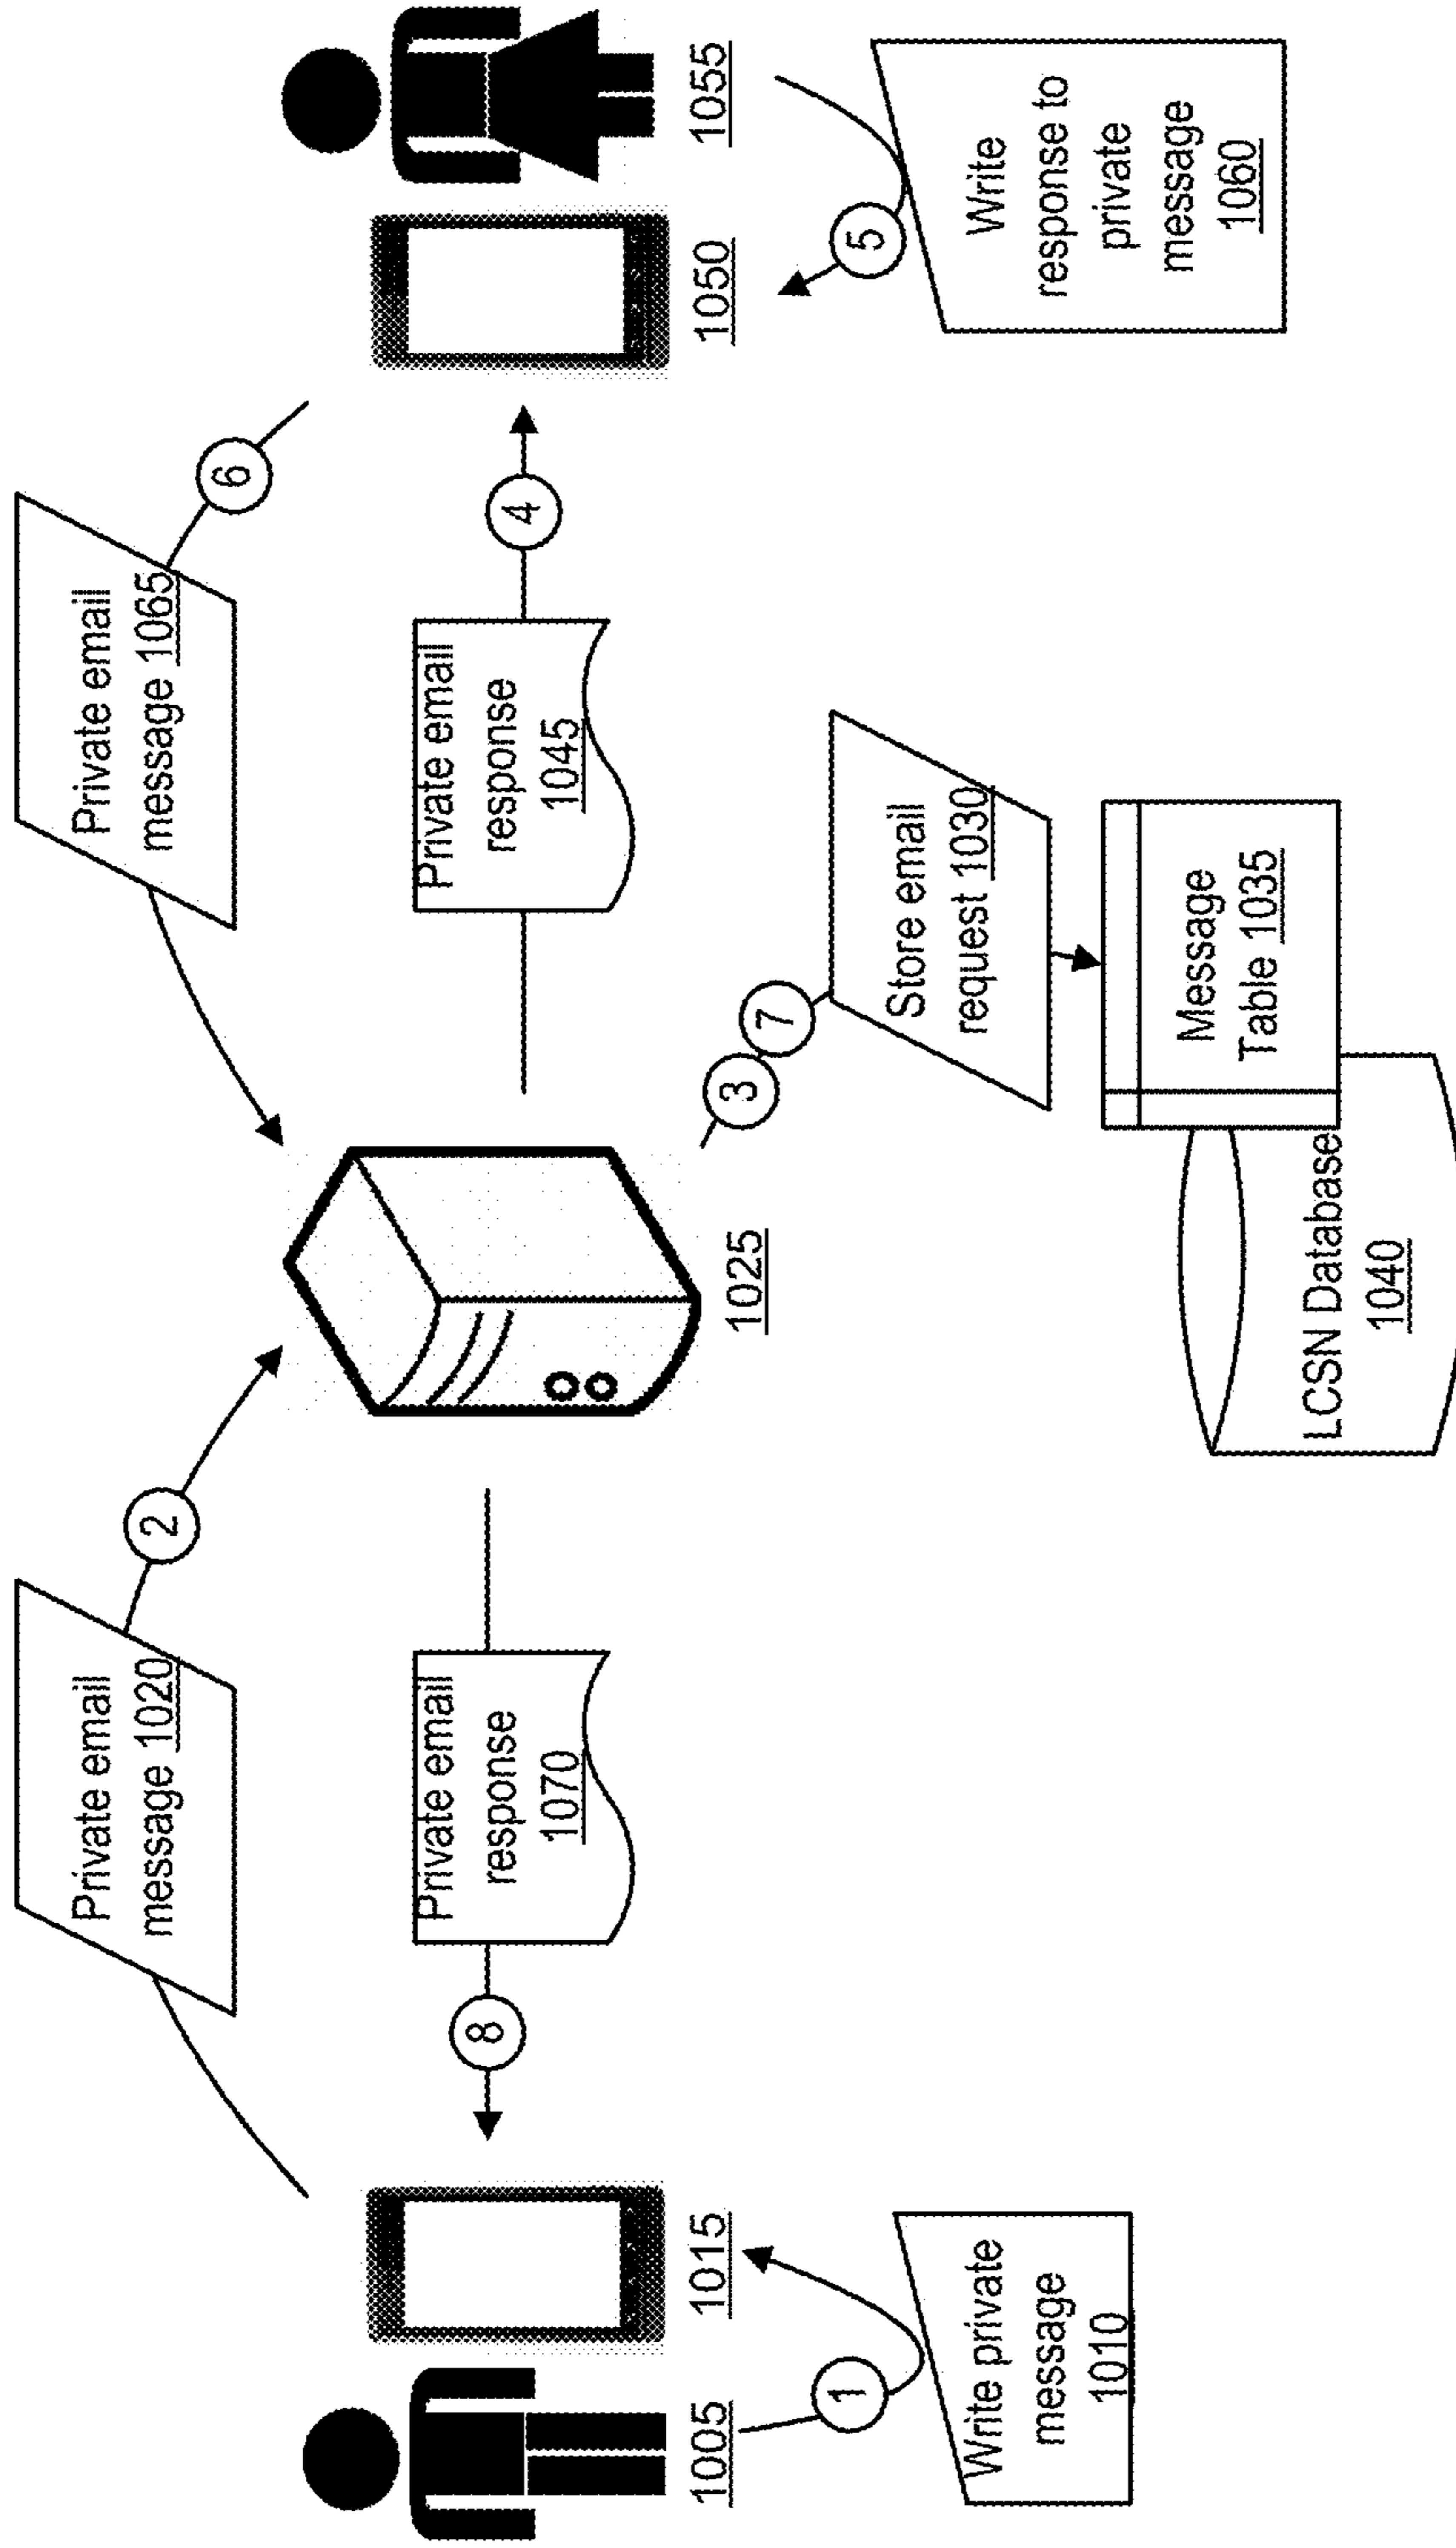 Private email
message 1020
2
Private email
message 1065
6
Private email
response
1070
8
Private email
response
1045
4
1005
1015
1025
1050
1055
1
Write private
message
1010
3
7
Store email
request 1030
Message
Table 1035
LCSN Database
1040
5
Write
response to
private
message
1060